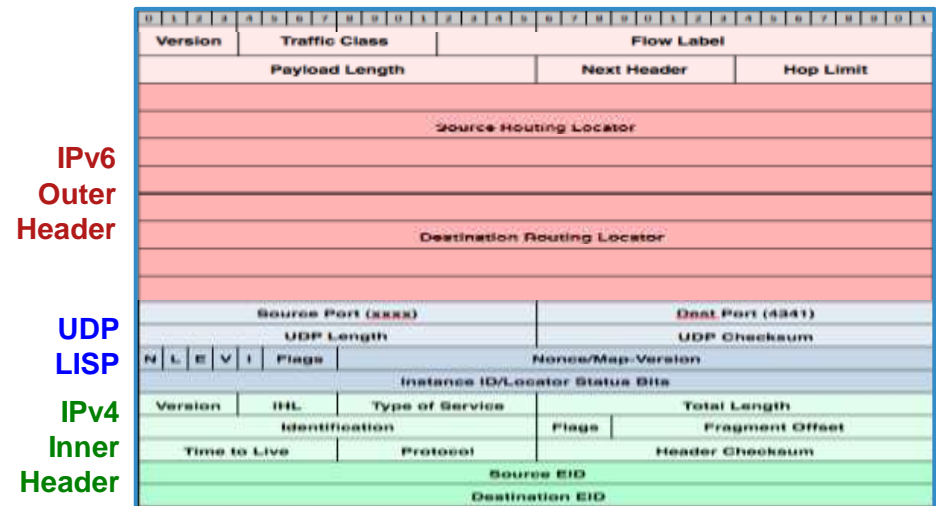 0 1 2 3 4 5 6 7 8 9 0 1 2 3 4 5 6 7 8 9 0 1 2 3 4 5 6 7 8 9 0 1
Version Traffic Class Flow Label
Payload Length Next Header Hop Limit
Source Routing Locator
IPv6
Outer
Header
Destination Routing Locator
UDP
Source Port (xxxx) Dest Port (4341)
UDP Length UDP Checksum
LISP
N L E V I Flags Nonce/Map-Version
Instance ID/Locator Status Bits
IPv4
Inner
Header
Version IHL Type of Service Total Length
Identification Flags Fragment Offset
Time to Live Protocol Header Checksum
Source EID
Destination EID